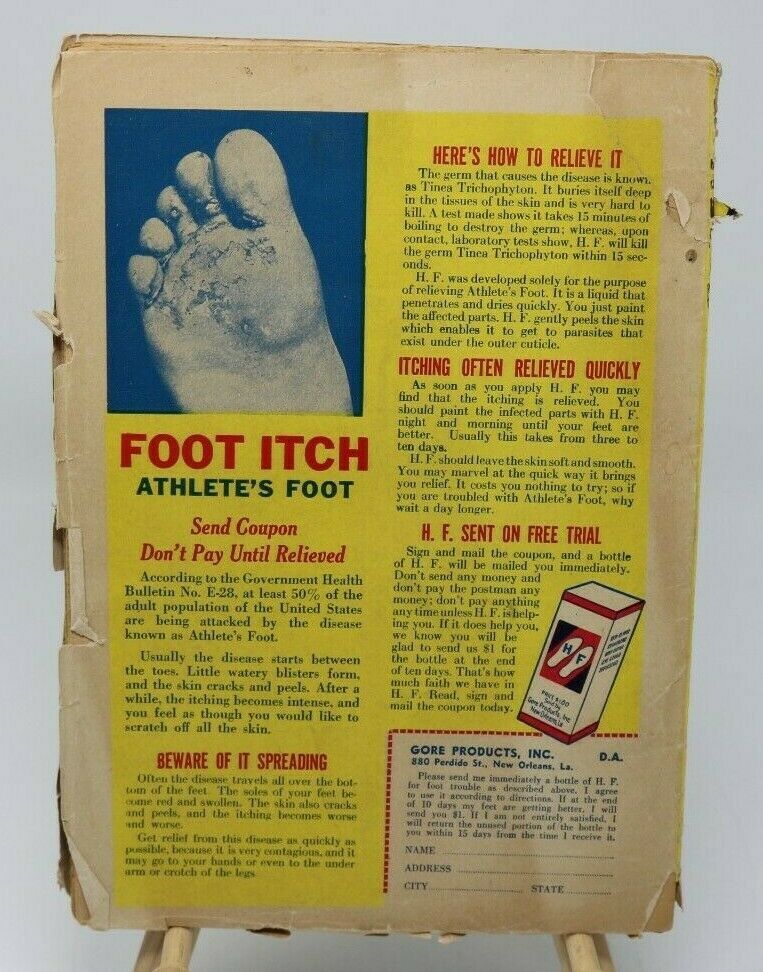 FOOT ITCH
ATHLETE'S FOOT
Send Coupon
Don't Pay Until Relieved
According to the Government Health
Bulletin No. E-28, at least 50% of the
adult population of the United States
are being attacked by the disease
known as Athlete's Foot.
Usually the disease starts between
the toes. Little watery blisters form,
and the skin cracks and peels. After a
while, the itching becomes intense, and
you feel as though you would like to
scratch off all the skin.
BEWARE OF IT SPREADING
Often the disease travels all over the bot-
tom of the feet. The soles of your feet be-
come red and swollen. The skin also cracks
and peels, and the itching becomes worse
and worse.
Get relief from this disease as quickly as
possible, because it is very contagious, and it
may go to your hands or even to the under
arm or crotch of the legs.
HERE'S HOW TO RELIEVE IT
The germ that causes the disease is known
as Tinea Trichophyton. It buries itself deep
in the tissues of the skin and is very hard to
kill. A test made shows it takes 15 minutes of
boiling to destroy the germ; whereas, upon
contact, laboratory tests show, H. F. will kill
the germ Tinea Trichophyton within 15 sec-
onds.
H. F. was developed solely for the purpose
of relieving Athlete's Foot. It is a liquid that
penetrates and dries quickly. You just paint
the affected parts. H. F. gently peels the skin
which enables it to get to parasites that
exist under the outer cuticle.
ITCHING OFTEN RELIEVED QUICKLY
As soon as you apply H. F. you may
find that the itching is relieved. You
should paint the infected parts with H. F.
night and morning until your feet are
better. Usually this takes from three to
ten days.
H. F. should leave the skin soft and smooth.
You may marvel at the quick way it brings
you relief. It costs you nothing to try; so if
you are troubled with Athlete's Foot, why
wait a day longer.
H. F. SENT ON FREE TRIAL
Sign and mail the coupon, and a bottle
of H. F. will be mailed you immediately.
Don't send any money and
don't pay the postman any
money; don't pay anything
any time unless H. F. is help-
ing you. If it does help you,
we know you will be
glad to send us $1 for
the bottle at the end
of ten days. That's how
much faith we have in
H. F. Read, sign and
mail the coupon today.
H F
PRICE $1.00
Gore Products, Inc.
New Orleans, La.
GORE PRODUCTS, INC. D.A.
880 Perdido St., New Orleans, La.
Please send me immediately a bottle of H. F.
for foot trouble as described above. I agree
to use it according to directions. If at the end
of 10 days my feet are getting better, I will
send you $1. If I am not entirely satisfied, I
will return the unused portion of the bottle to
you within 15 days from the time I receive it.
NAME
ADDRESS
CITY STATE